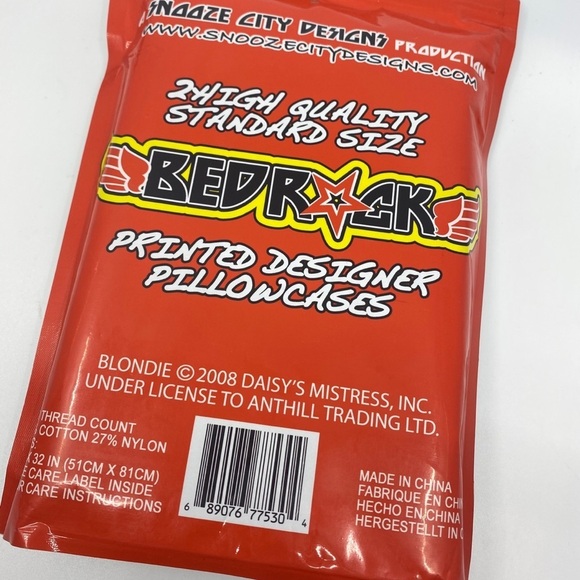 SNOOZE CITY DESIGNS PRODUCTION
WWW.SNOOZECITYDESIGNS.COM
2 HIGH QUALITY
STANDARD SIZE
BEDROCK
PRINTED DESIGNER
PILLOWCASES
BLONDIE © 2008 DAISY'S MISTRESS, INC.
UNDER LICENSE TO ANTHILL TRADING LTD.
THREAD COUNT
COTTON 27% NYLON
32 IN (51CM X 81CM)
CARE LABEL INSIDE
CARE INSTRUCTIONS
6 89076 77530 4
MADE IN CHINA
FABRIQUE EN
HECHO EN CHINA
HERGESTELLT IN